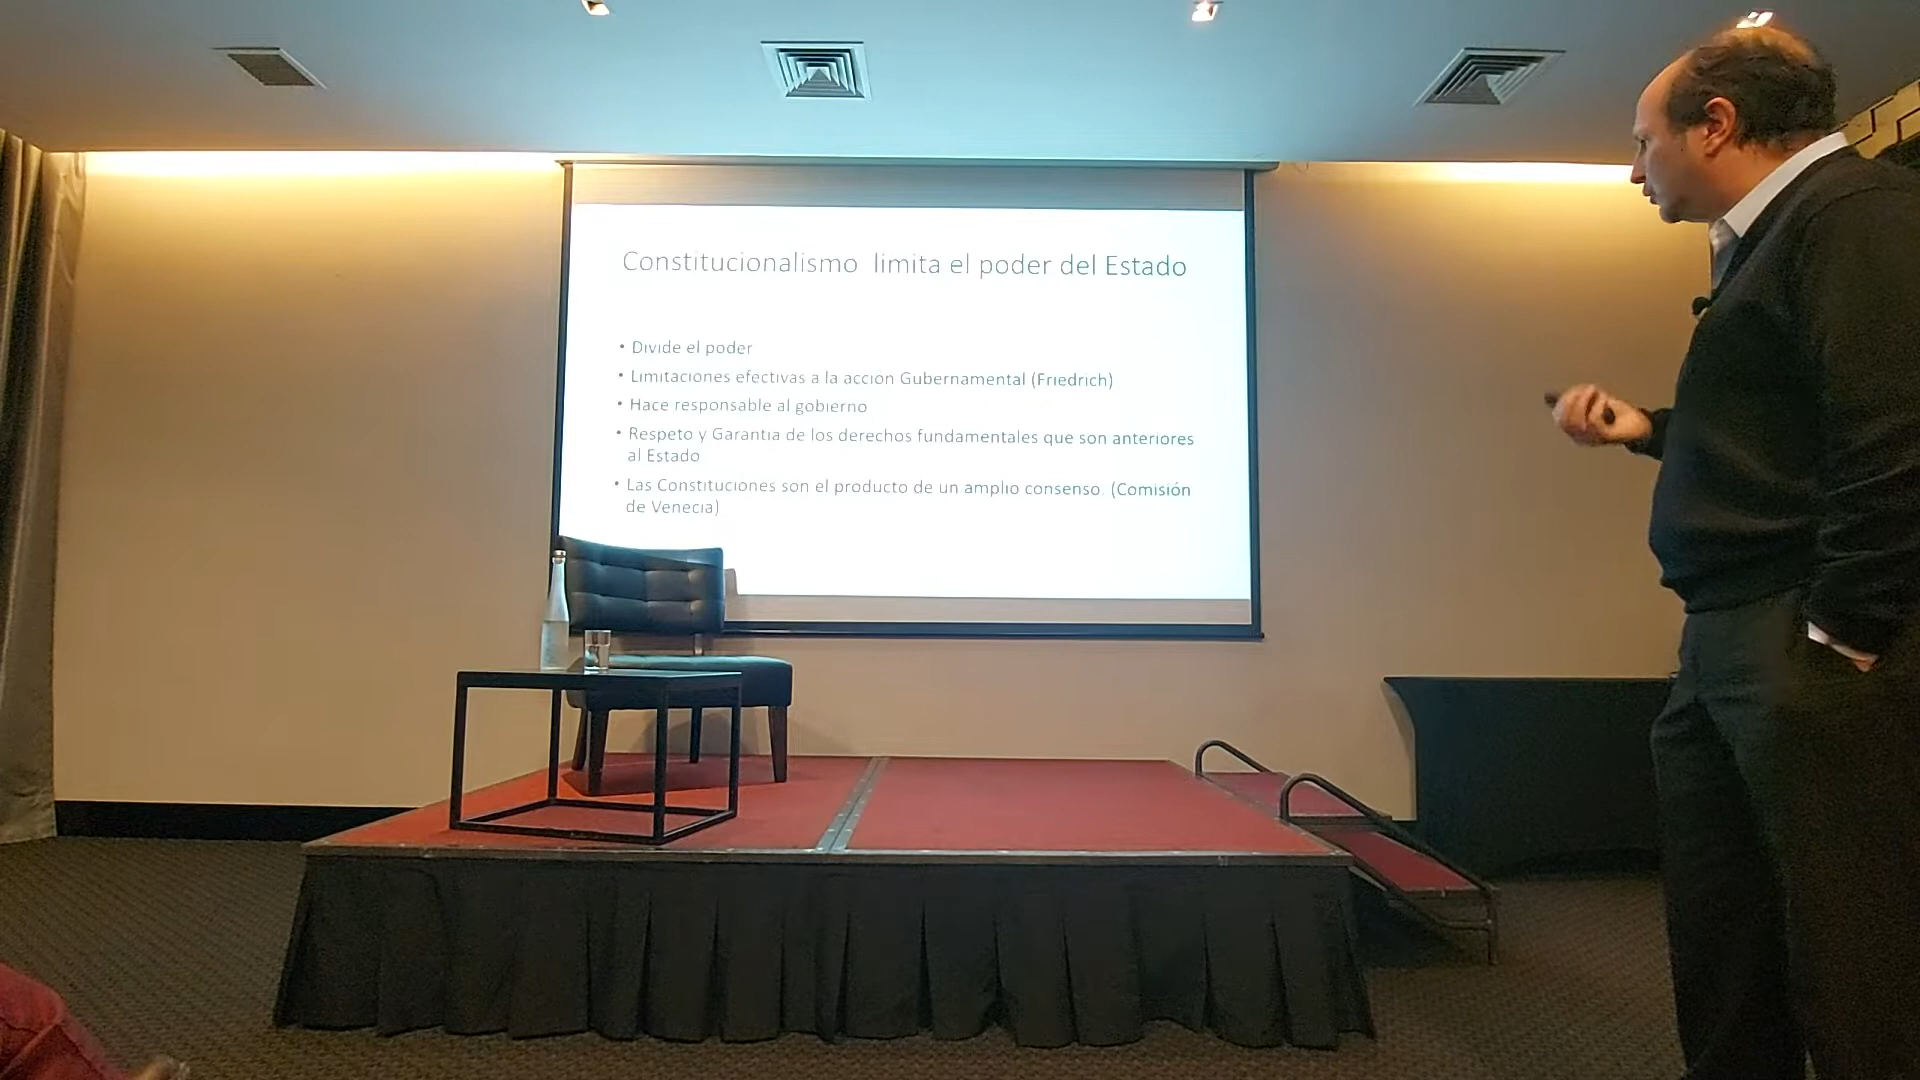 Constitucionalismo limita el poder del Estado
• Divide el poder
• Limitaciones efectivas a la acción Gubernamental (Friedrich)
• Hace responsable al gobierno
• Respeto y Garantía de los derechos fundamentales que son anteriores
al Estado
• Las Constituciones son el producto de un amplio consenso. (Comisión
de Venecia)